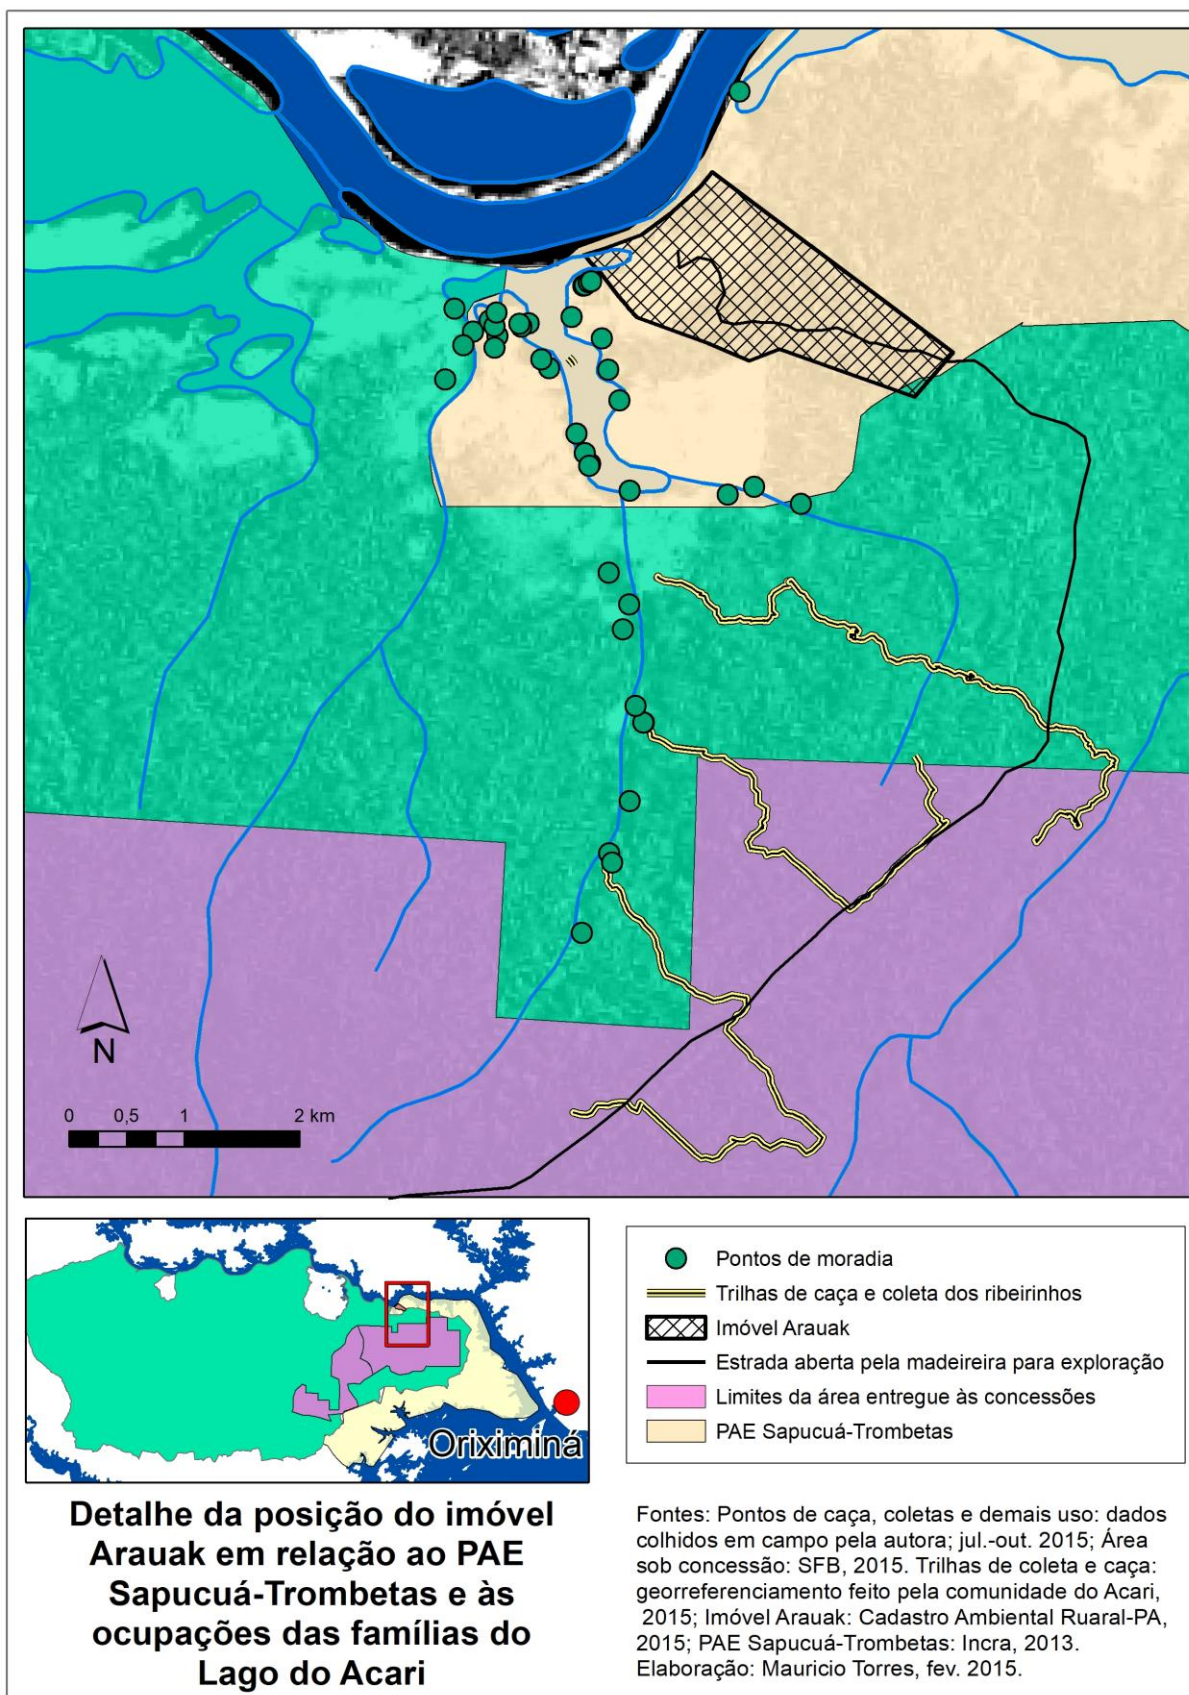 N
0 0,5 1 2 km
Oriximiná
Pontos de moradia
Trilhas de caça e coleta dos ribeirinhos
Imóvel Arauak
Estrada aberta pela madeireira para exploração
Limites da área entregue às concessões
PAE Sapucuá-Trombetas
Detalhe da posição do imóvel
Arauak em relação ao PAE
Sapucuá-Trombetas e às
ocupações das famílias do
Lago do Acari
Fontes: Pontos de caça, coletas e demais uso: dados
colhidos em campo pela autora; jul.-out. 2015; Área
sob concessão: SFB, 2015. Trilhas de coleta e caça:
georreferenciamento feito pela comunidade do Acari,
2015; Imóvel Arauak: Cadastro Ambiental Ruaral-PA,
2015; PAE Sapucuá-Trombetas: Incra, 2013.
Elaboração: Mauricio Torres, fev. 2015.